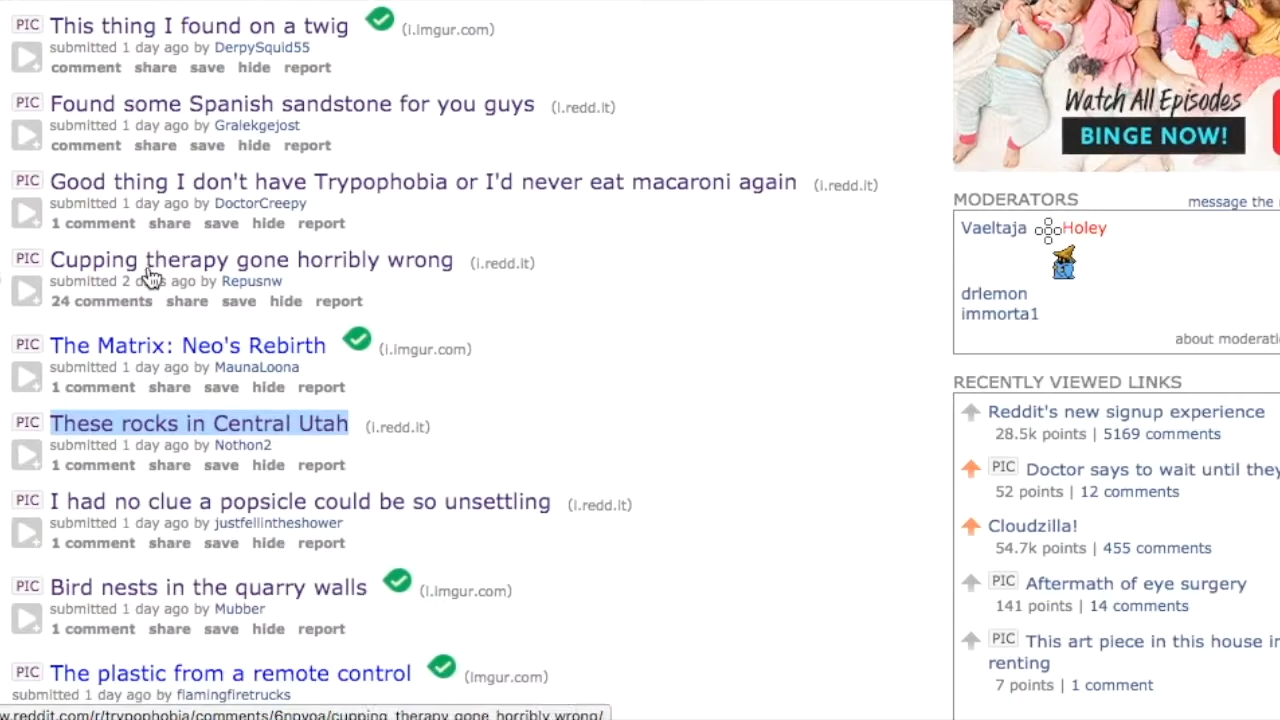 PIC This thing I found on a twig (i.imgur.com)
submitted 1 day ago by DerpySquid55
comment share save hide report
PIC Found some Spanish sandstone for you guys (i.redd.it)
submitted 1 day ago by Gralekgejost
comment share save hide report
PIC Good thing I don't have Trypophobia or I'd never eat macaroni again (i.redd.it)
submitted 1 day ago by DoctorCreepy
1 comment share save hide report
PIC Cupping therapy gone horribly wrong (i.redd.it)
submitted 2 ago by Repusnw
24 comments share save hide report
PIC The Matrix: Neo's Rebirth (i.imgur.com)
submitted 1 day ago by MaunaLoona
1 comment share save hide report
PIC These rocks in Central Utah (i.redd.it)
submitted 1 day ago by Nothon2
1 comment share save hide report
PIC I had no clue a popsicle could be so unsettling (i.redd.it)
submitted 1 day ago by justfellintheshower
1 comment share save hide report
PIC Bird nests in the quarry walls (i.imgur.com)
submitted 1 day ago by Mubber
1 comment share save hide report
PIC The plastic from a remote control (imgur.com)
submitted 1 day ago by flamingfiretrucks
w.reddit.com/r/trypophobia/comments/6npyoa/cupping_therapy_gone_horribly_wrong/
Watch All Episodes
BINGE NOW!
MODERATORS message the
Vaeltaja Holey
drlemon
immorta1
about moderati
RECENTLY VIEWED LINKS
Reddit's new signup experience
28.5k points | 5169 comments
PIC Doctor says to wait until they
52 points | 12 comments
Cloudzilla!
54.7k points | 455 comments
PIC Aftermath of eye surgery
141 points | 14 comments
PIC This art piece in this house i
renting
7 points | 1 comment